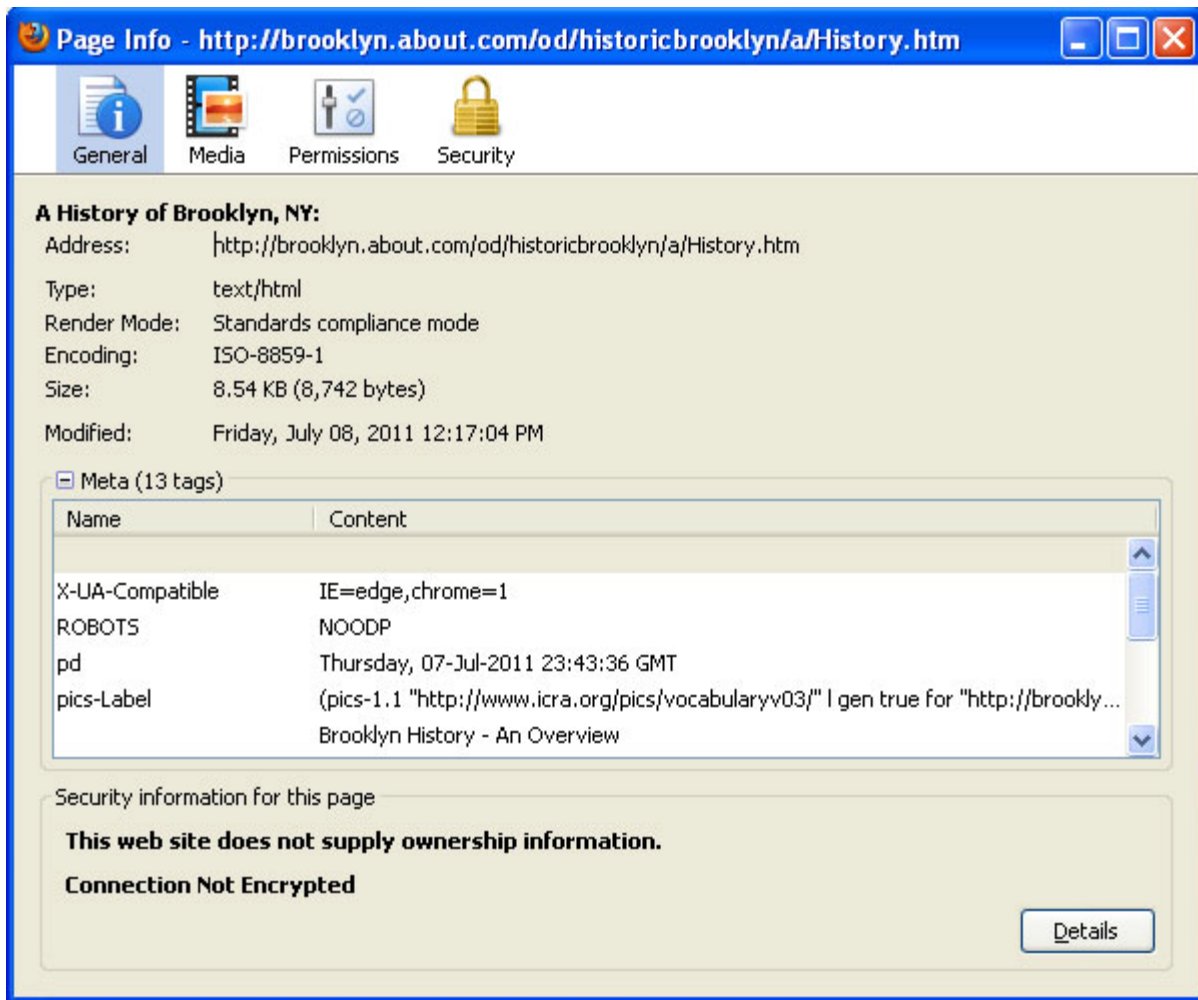 Page Info - http://brooklyn.about.com/od/historicbrooklyn/a/History.htm
General Media Permissions Security
A History of Brooklyn, NY:
Address: http://brooklyn.about.com/od/historicbrooklyn/a/History.htm
Type: text/html
Render Mode: Standards compliance mode
Encoding: ISO-8859-1
Size: 8.54 KB (8,742 bytes)
Modified: Friday, July 08, 2011 12:17:04 PM
Meta (13 tags)
Name Content
X-UA-Compatible IE=edge,chrome=1
ROBOTS NOODP
pd Thursday, 07-Jul-2011 23:43:36 GMT
pics-Label (pics-1.1 "http://www.icra.org/pics/vocabularyv03/" l gen true for "http://brookly...
Brooklyn History - An Overview
Security information for this page
This web site does not supply ownership information.
Connection Not Encrypted
Details